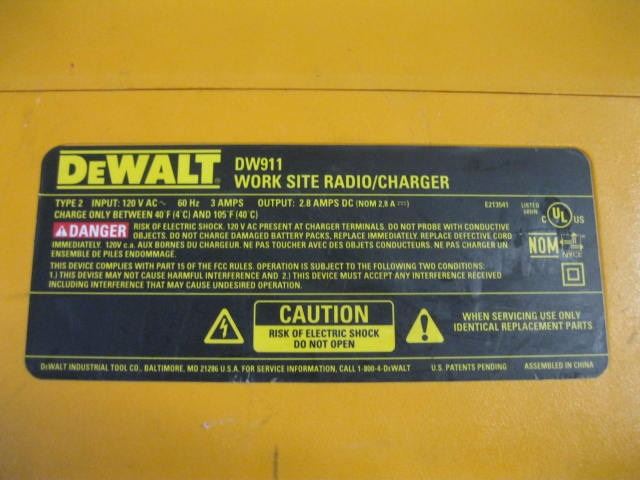 DEWALT
DW911
WORK SITE RADIO/CHARGER
TYPE 2 INPUT: 120 V AC~ 60 Hz 3 AMPS OUTPUT: 2.8 AMPS DC (NOM 2,8 A ⎓) E213541 LISTED
CHARGE ONLY BETWEEN 40°F (4°C) AND 105°F (40°C)
C UL US
⚠DANGER RISK OF ELECTRIC SHOCK. 120 V AC PRESENT AT CHARGER TERMINALS. DO NOT PROBE WITH CONDUCTIVE
OBJECTS. DO NOT CHARGE DAMAGED BATTERY PACKS, REPLACE IMMEDIATELY. REPLACE DEFECTIVE CORD
IMMEDIATELY. 120V c.a. AUX BORNES DU CHARGEUR. NE PAS TOUCHER AVEC DES OBJETS CONDUCTEURS. NE PAS CHARGER UN
ENSEMBLE DE PILES ENDOMMAGÉ.
NOM
NYCE
THIS DEVICE COMPLIES WITH PART 15 OF THE FCC RULES. OPERATION IS SUBJECT TO THE FOLLOWING TWO CONDITIONS:
1.) THIS DEVISE MAY NOT CAUSE HARMFUL INTERFERENCE AND 2.) THIS DEVICE MUST ACCEPT ANY INTERFERENCE RECEIVED
INCLUDING INTERFERENCE THAT MAY CAUSE UNDESIRED OPERATION.
CAUTION
RISK OF ELECTRIC SHOCK
DO NOT OPEN
WHEN SERVICING USE ONLY
IDENTICAL REPLACEMENT PARTS
DEWALT INDUSTRIAL TOOL CO., BALTIMORE, MD 21286 U.S.A. FOR SERVICE INFORMATION, CALL 1-800-4-DEWALT U.S. PATENTS PENDING ASSEMBLED IN CHINA